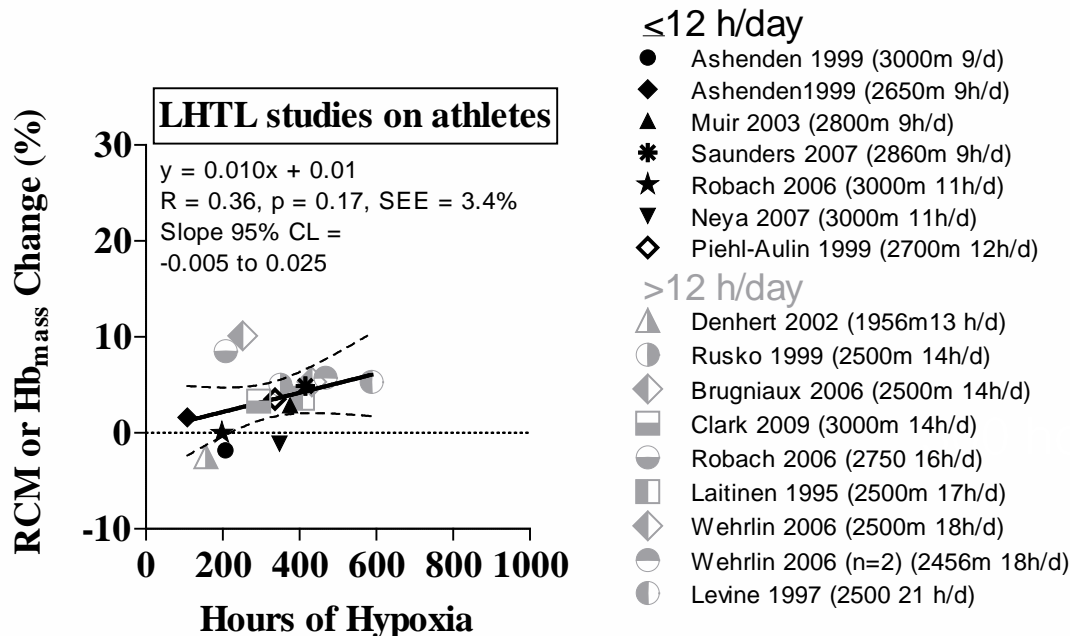 LHTL studies on athletes
y = 0.010x + 0.01
R = 0.36, p = 0.17, SEE = 3.4%
Slope 95% CL =
-0.005 to 0.025
RCM or Hbmass Change (%)
30
20
10
0
-10
0 200 400 600 800 1000
Hours of Hypoxia
≤12 h/day
Ashenden 1999 (3000m 9/d)
Ashenden1999 (2650m 9h/d)
Muir 2003 (2800m 9h/d)
Saunders 2007 (2860m 9h/d)
Robach 2006 (3000m 11h/d)
Neya 2007 (3000m 11h/d)
Piehl-Aulin 1999 (2700m 12h/d)
>12 h/day
Denhert 2002 (1956m13 h/d)
Rusko 1999 (2500m 14h/d)
Brugniaux 2006 (2500m 14h/d)
Clark 2009 (3000m 14h/d)
Robach 2006 (2750 16h/d)
Laitinen 1995 (2500m 17h/d)
Wehrlin 2006 (2500m 18h/d)
Wehrlin 2006 (n=2) (2456m 18h/d)
Levine 1997 (2500 21 h/d)